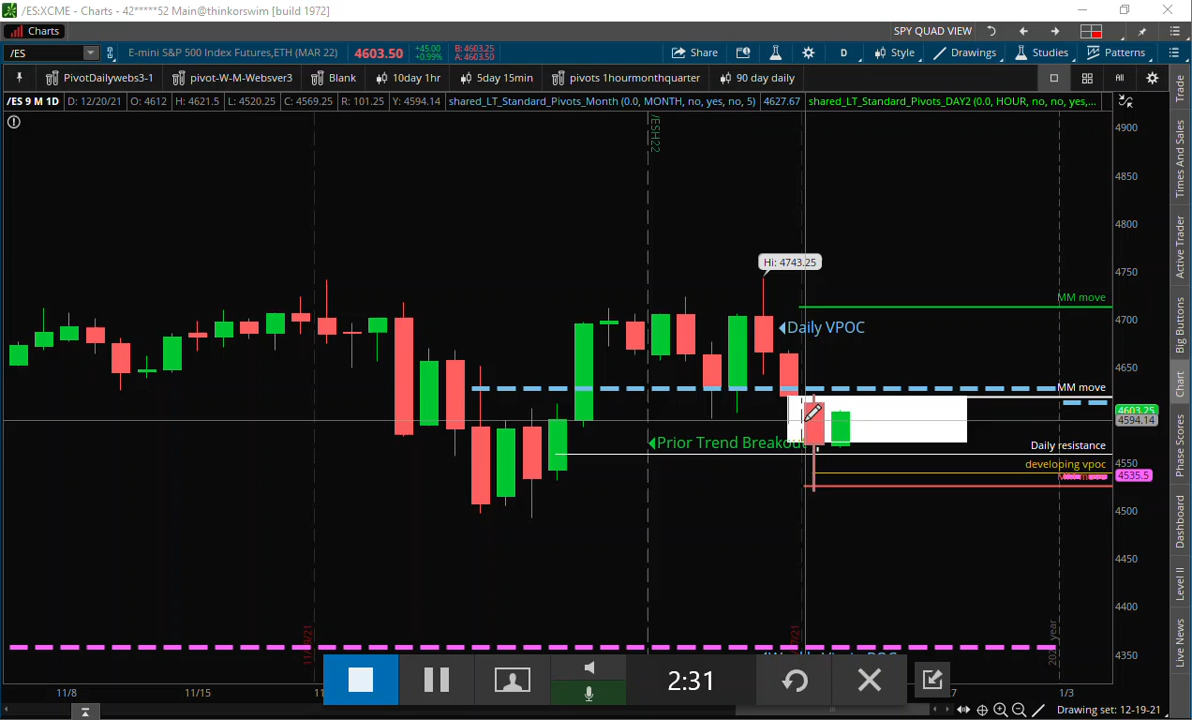 /ES:XCME - Charts - 42*****52 Main@thinkorswim [build 1972]
Charts
SPY QUAD VIEW
/ES
E-mini S&P 500 Index Futures,ETH (MAR 22)
4603.50
+45.00
+0.99%
B: 4603.25
A: 4603.50
Share
D
Style
Drawings
Studies
Patterns
PivotDailywebs3-1
pivot-W-M-Websver3
Blank
10day 1hr
5day 15min
pivots 1hourmonthquarter
90 day daily
All
/ES 9 M 1D
D: 12/20/21
O: 4612
H: 4621.5
L: 4520.25
C: 4569.25
R: 101.25
Y: 4594.14
shared_LT_Standard_Pivots_Month (0.0, MONTH, no, yes, no, 5)
4627.67
shared_LT_Standard_Pivots_DAY2 (0.0, HOUR, no, no, yes,...
/ESH22
Hi: 4743.25
MM move
Daily VPOC
MM move
Prior Trend Breakout
Daily resistance
developing vpoc
4900
4850
4800
4750
4700
4650
4603.25
4594.14
4550
4535.5
4500
4450
4400
4350
Trade
Times And Sales
Active Trader
Big Buttons
Chart
Phase Scores
Dashboard
Level II
Live News
year
2:31
11/8
11/15
1/3
Drawing set: 12-19-21